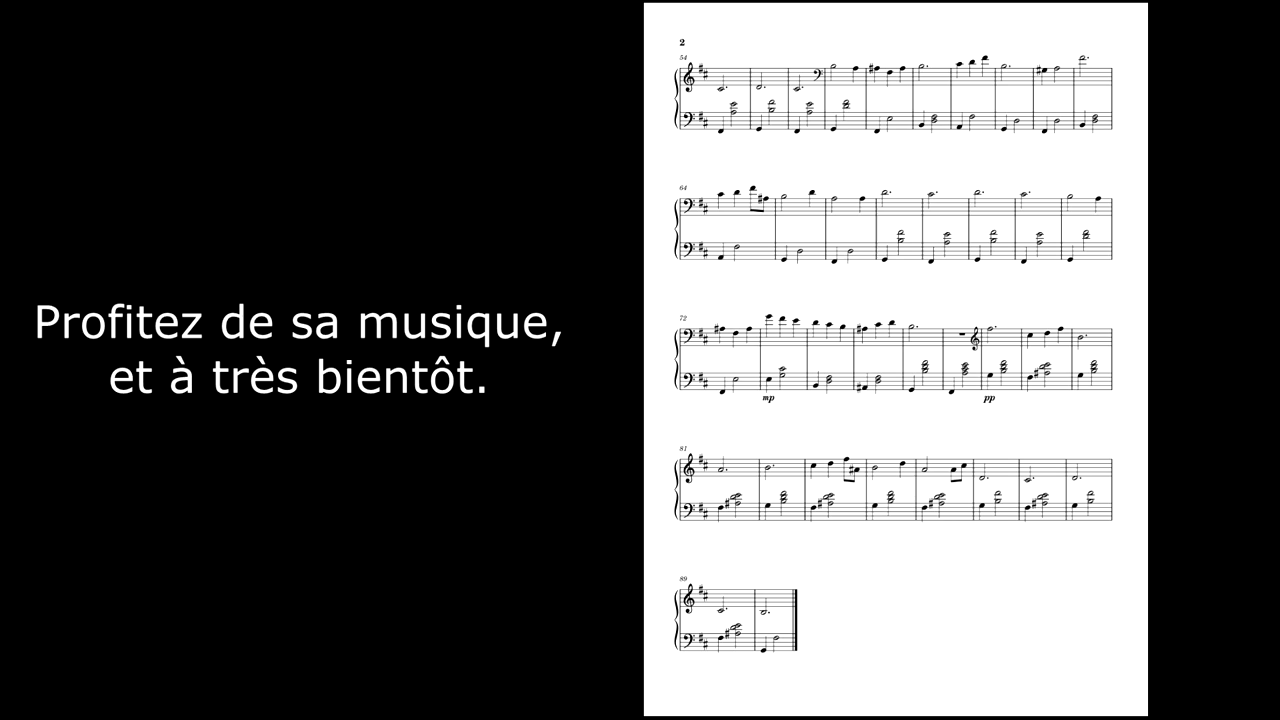 Profitez de sa musique,
et à très bientôt.
2
54
64
72
mp
pp
81
89